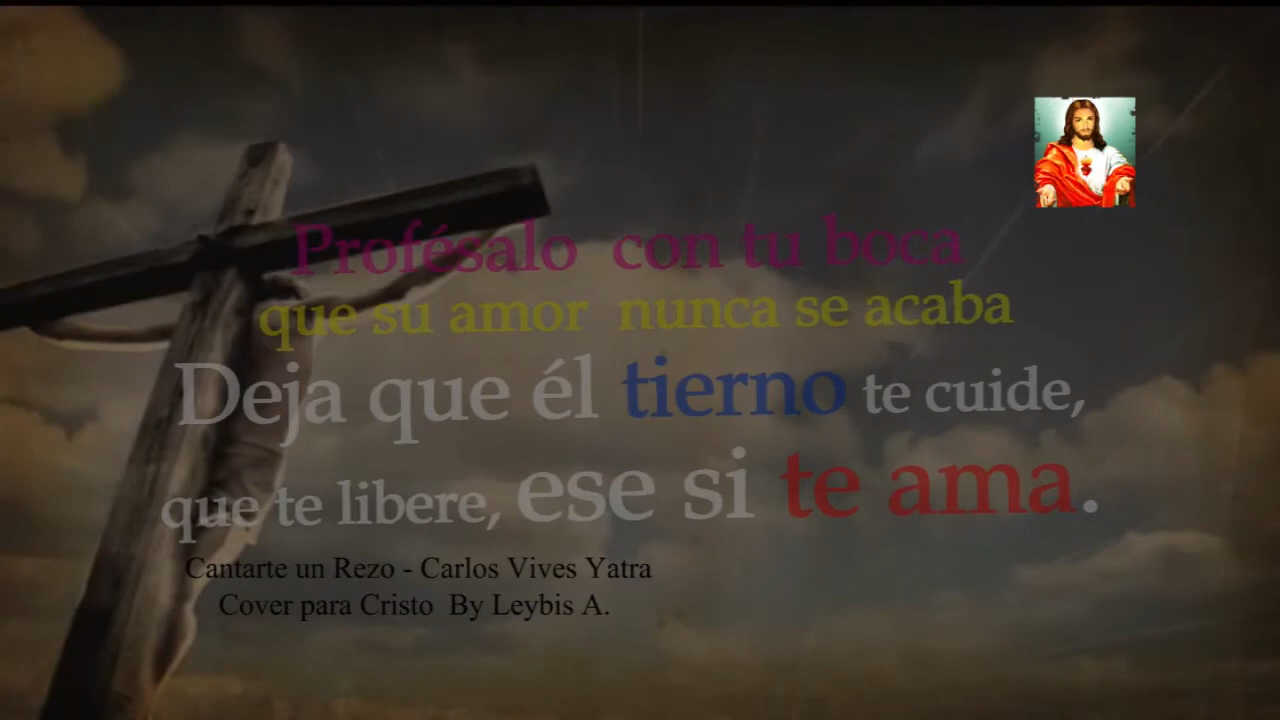 Profésalo con tu boca
que su amor nunca se acaba
Deja que él tierno te cuide,
que te libere, ese si te ama.
Cantarte un Rezo - Carlos Vives Yatra
Cover para Cristo By Leybis A.